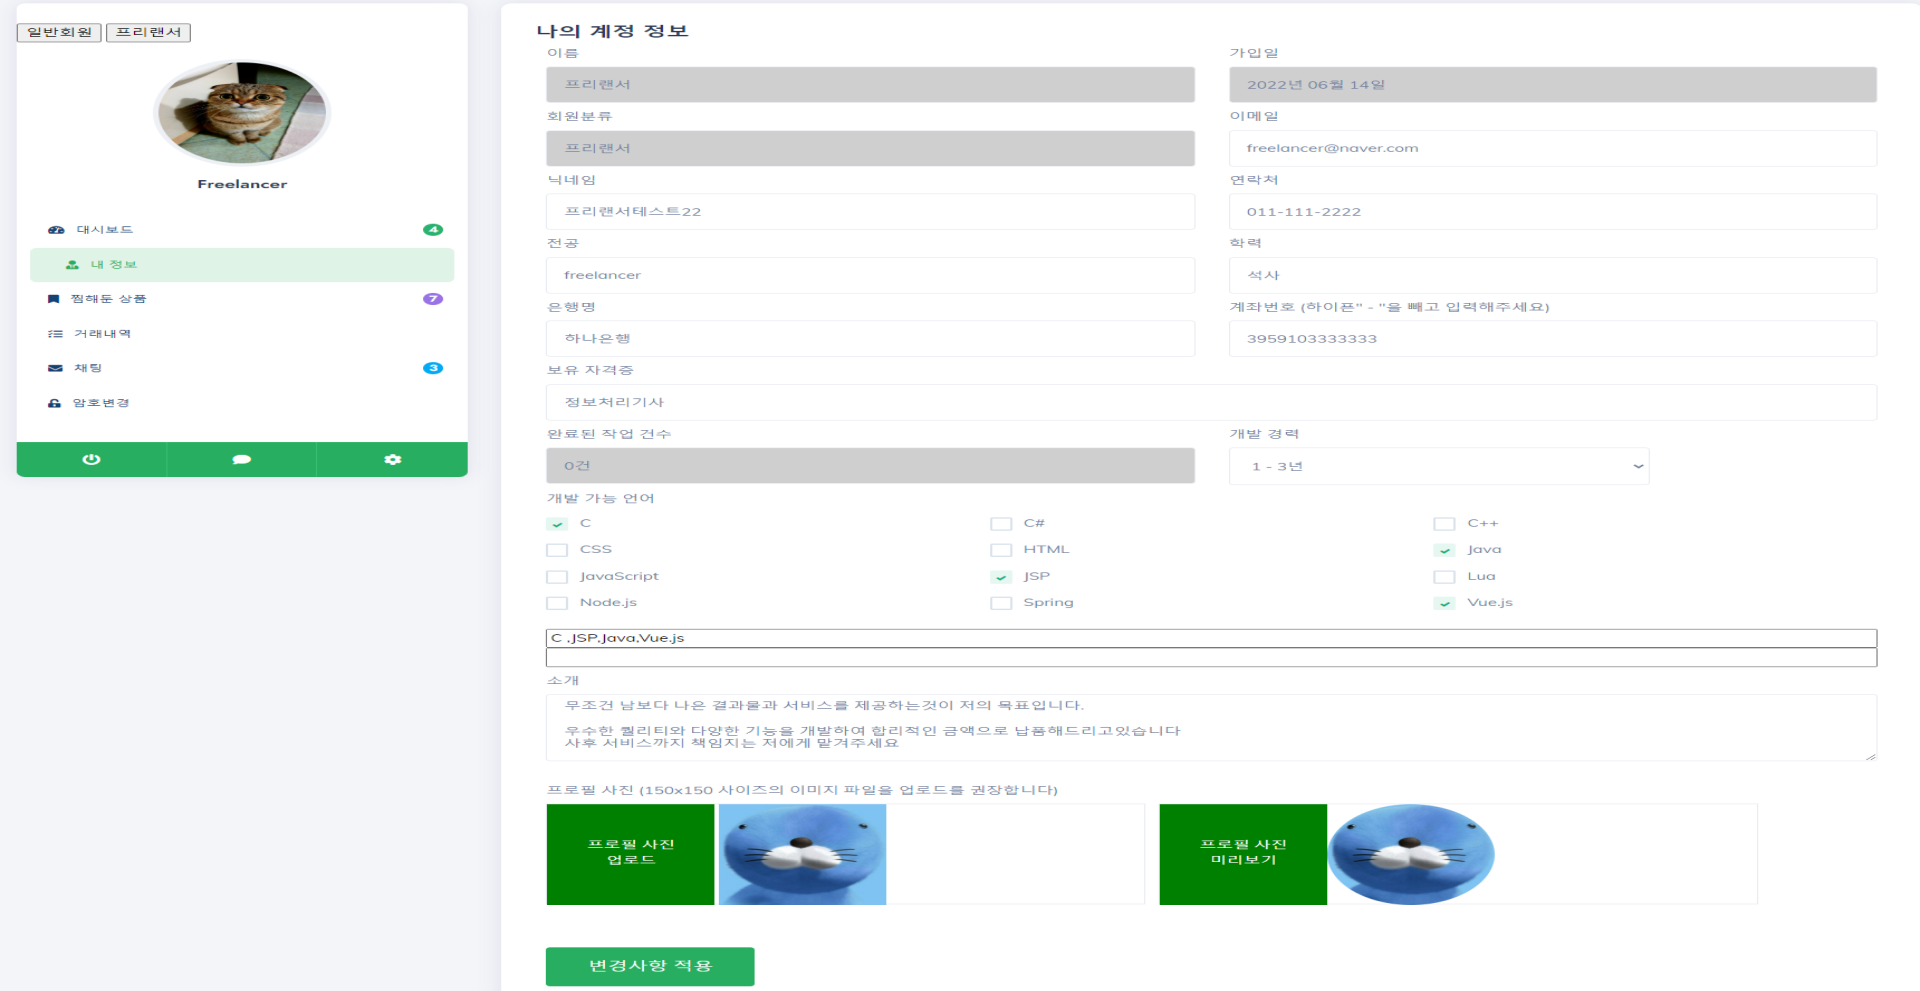 일반회원 프리랜서
Freelancer
대시보드 4
내 정보
찜해둔 상품 7
거래내역
채팅 3
암호변경
나의 계정 정보
이름 가입일
프리랜서 2022년 06월 14일
회원분류 이메일
프리랜서 freelancer@naver.com
닉네임 연락처
프리랜서테스트22 011-111-2222
전공 학력
freelancer 석사
은행명 계좌번호 (하이픈" - "을 빼고 입력해주세요)
하나은행 3959103333333
보유 자격증
정보처리기사
완료된 작업 건수 개발 경력
0건 1 - 3년
개발 가능 언어
C C# C++
CSS HTML Java
JavaScript JSP Lua
Node.js Spring Vue.js
C ,JSP,Java,Vue.js
소개
무조건 남보다 나은 결과물과 서비스를 제공하는것이 저의 목표입니다.
우수한 퀄리티와 다양한 기능을 개발하여 합리적인 금액으로 납품해드리고있습니다
사후 서비스까지 책임지는 저에게 맡겨주세요
프로필 사진 (150x150 사이즈의 이미지 파일을 업로드를 권장합니다)
프로필 사진
업로드
프로필 사진
미리보기
변경사항 적용